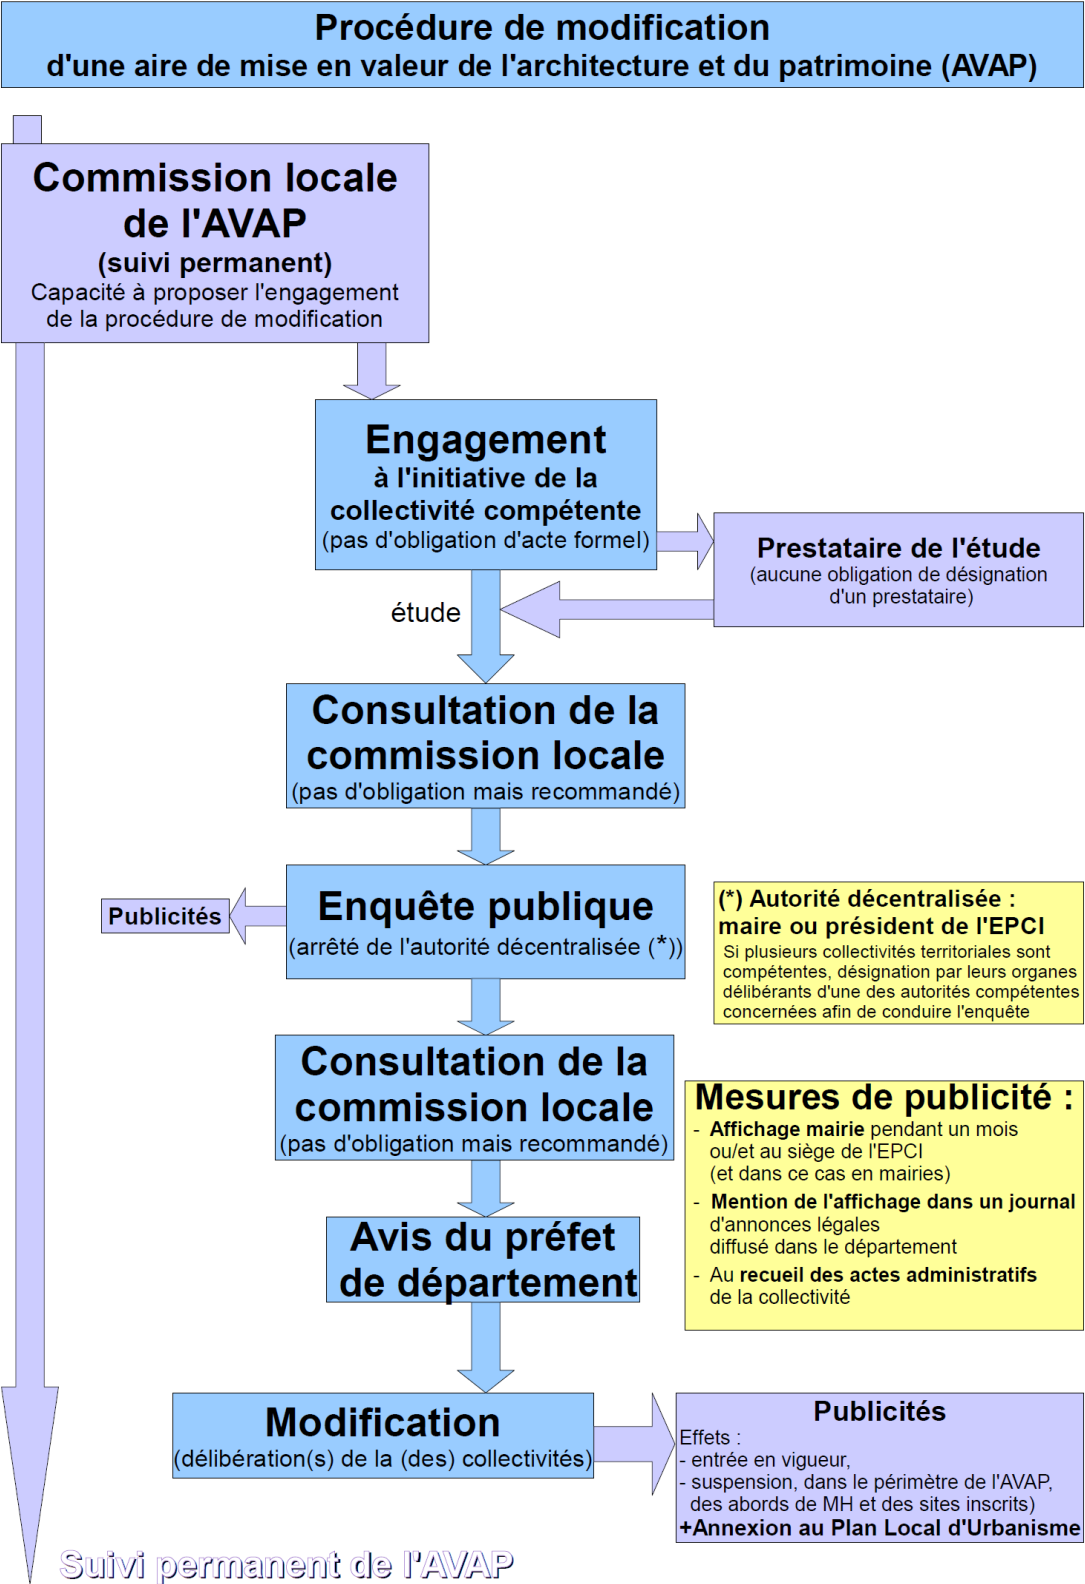 Procédure de modification
d'une aire de mise en valeur de l'architecture et du patrimoine (AVAP)
Commission locale
de l'AVAP
(suivi permanent)
Capacité à proposer l'engagement
de la procédure de modification
Engagement
à l'initiative de la
collectivité compétente
(pas d'obligation d'acte formel)
Prestataire de l'étude
(aucune obligation de désignation
d'un prestataire)
étude
Consultation de la
commission locale
(pas d'obligation mais recommandé)
Enquête publique
(arrêté de l'autorité décentralisée (*))
Publicités
(*) Autorité décentralisée :
maire ou président de l'EPCI
Si plusieurs collectivités territoriales sont
compétentes, désignation par leurs organes
délibérants d'une des autorités compétentes
concernées afin de conduire l'enquête
Consultation de la
commission locale
(pas d'obligation mais recommandé)
Mesures de publicité :
- Affichage mairie pendant un mois
ou/et au siège de l'EPCI
(et dans ce cas en mairies)
- Mention de l'affichage dans un journal
d'annonces légales
diffusé dans le département
- Au recueil des actes administratifs
de la collectivité
Avis du préfet
de département
Modification
(délibération(s) de la (des) collectivités)
Publicités
Effets :
- entrée en vigueur,
- suspension, dans le périmètre de l'AVAP,
des abords de MH et des sites inscrits)
+Annexion au Plan Local d'Urbanisme
Suivi permanent de l'AVAP